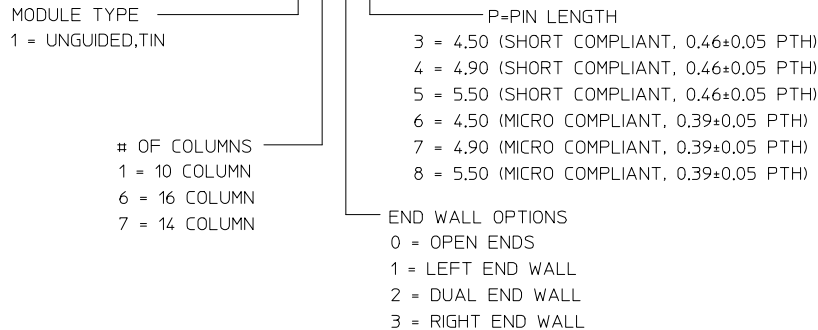 MODULE TYPE
1 = UNGUIDED,TIN
# OF COLUMNS
1 = 10 COLUMN
6 = 16 COLUMN
7 = 14 COLUMN
P=PIN LENGTH
3 = 4.50 (SHORT COMPLIANT, 0.46±0.05 PTH)
4 = 4.90 (SHORT COMPLIANT, 0.46±0.05 PTH)
5 = 5.50 (SHORT COMPLIANT, 0.46±0.05 PTH)
6 = 4.50 (MICRO COMPLIANT, 0.39±0.05 PTH)
7 = 4.90 (MICRO COMPLIANT, 0.39±0.05 PTH)
8 = 5.50 (MICRO COMPLIANT, 0.39±0.05 PTH)
END WALL OPTIONS
0 = OPEN ENDS
1 = LEFT END WALL
2 = DUAL END WALL
3 = RIGHT END WALL